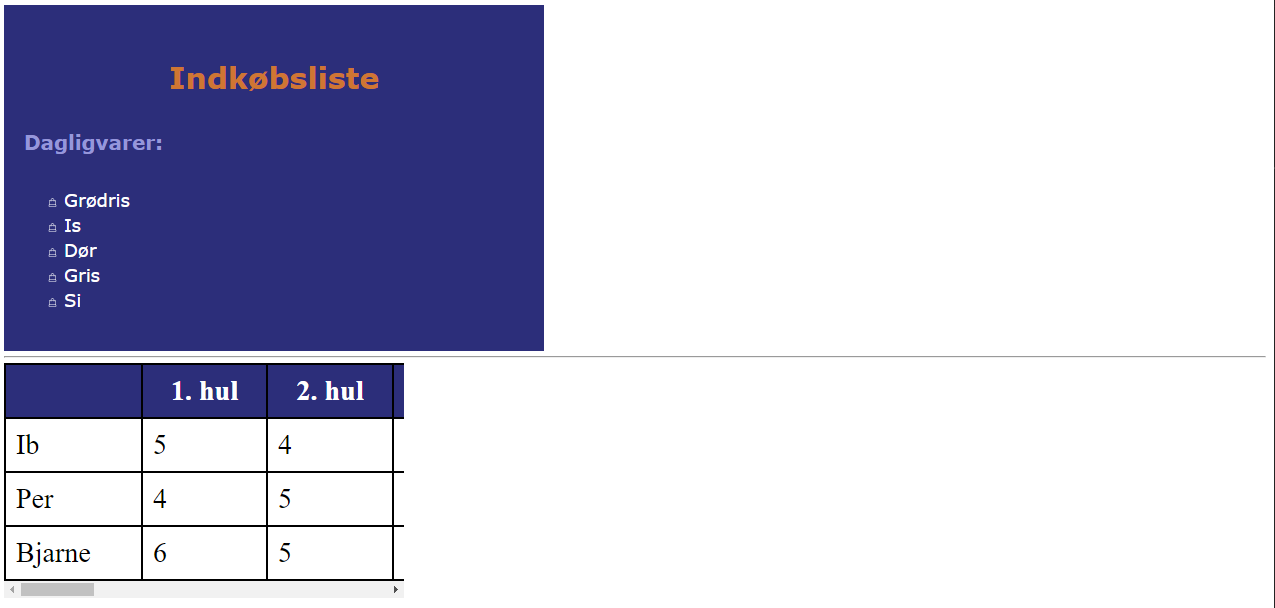 Indkøbsliste
Dagligvarer:
Grødris
Is
Dør
Gris
Si
1. hul 2. hul
Ib 5 4
Per 4 5
Bjarne 6 5